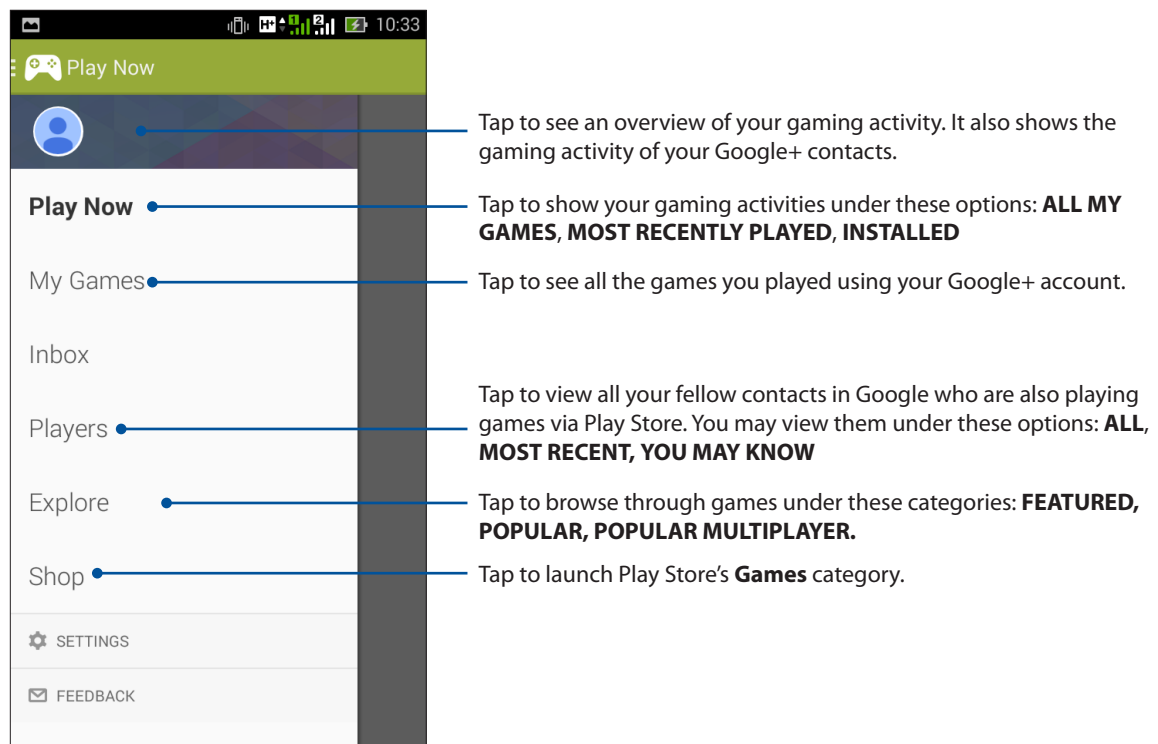 H+ 1 2 10:33
Play Now
Tap to see an overview of your gaming activity. It also shows the
gaming activity of your Google+ contacts.
Play Now
Tap to show your gaming activities under these options: ALL MY
GAMES, MOST RECENTLY PLAYED, INSTALLED
My Games
Tap to see all the games you played using your Google+ account.
Inbox
Players
Tap to view all your fellow contacts in Google who are also playing
games via Play Store. You may view them under these options: ALL,
MOST RECENT, YOU MAY KNOW
Explore
Tap to browse through games under these categories: FEATURED,
POPULAR, POPULAR MULTIPLAYER.
Shop
Tap to launch Play Store’s Games category.
SETTINGS
FEEDBACK